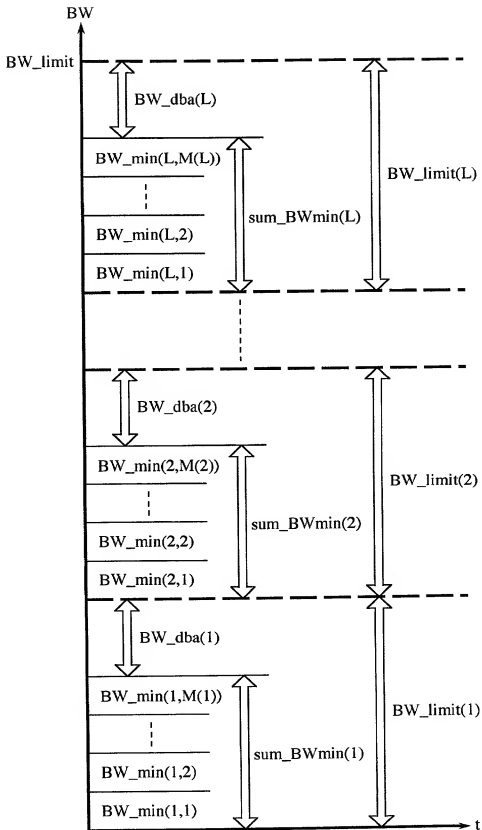 BW
BW_limit
BW_dba(L)
BW_min(L,M(L))
BW_limit(L)
sum_BWmin(L)
BW_min(L,2)
BW_min(L,1)
BW_dba(2)
BW_min(2,M(2))
BW_limit(2)
sum_BWmin(2)
BW_min(2,2)
BW_min(2,1)
BW_dba(1)
BW_min(1,M(1))
BW_limit(1)
sum_BWmin(1)
BW_min(1,2)
BW_min(1,1)
t